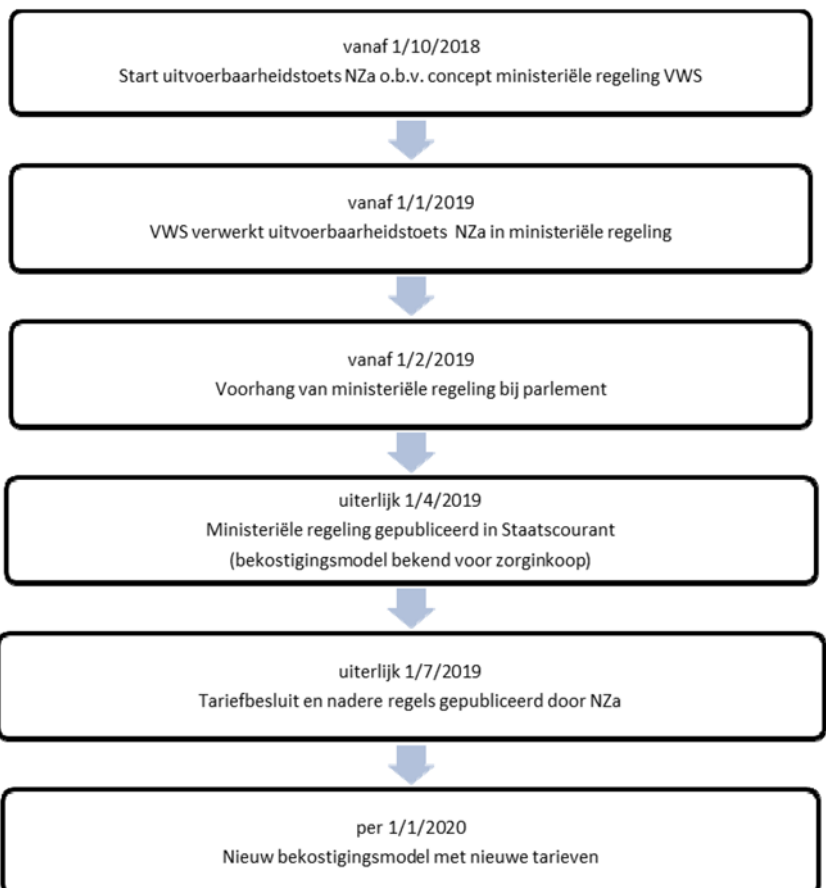 vanaf 1/10/2018
Start uitvoerbaarheidstoets NZa o.b.v. concept ministeriële regeling VWS
vanaf 1/1/2019
VWS verwerkt uitvoerbaarheidstoets NZa in ministeriële regeling
vanaf 1/2/2019
Voorhang van ministeriële regeling bij parlement
uiterlijk 1/4/2019
Ministeriële regeling gepubliceerd in Staatscourant
(bekostigingsmodel bekend voor zorginkoop)
uiterlijk 1/7/2019
Tariefbesluit en nadere regels gepubliceerd door NZa
per 1/1/2020
Nieuw bekostigingsmodel met nieuwe tarieven